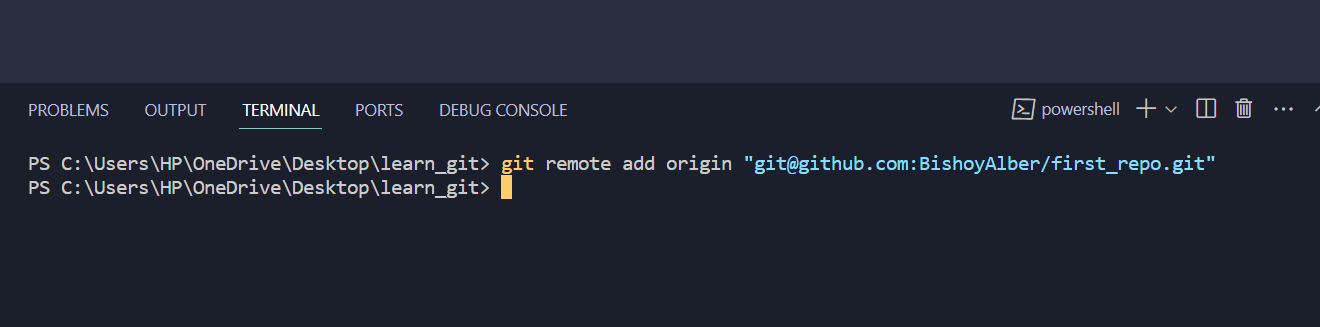 PROBLEMS OUTPUT TERMINAL PORTS DEBUG CONSOLE powershell
PS C:\Users\HP\OneDrive\Desktop\learn_git> git remote add origin "git@github.com:BishoyAlber/first_repo.git"
PS C:\Users\HP\OneDrive\Desktop\learn_git>